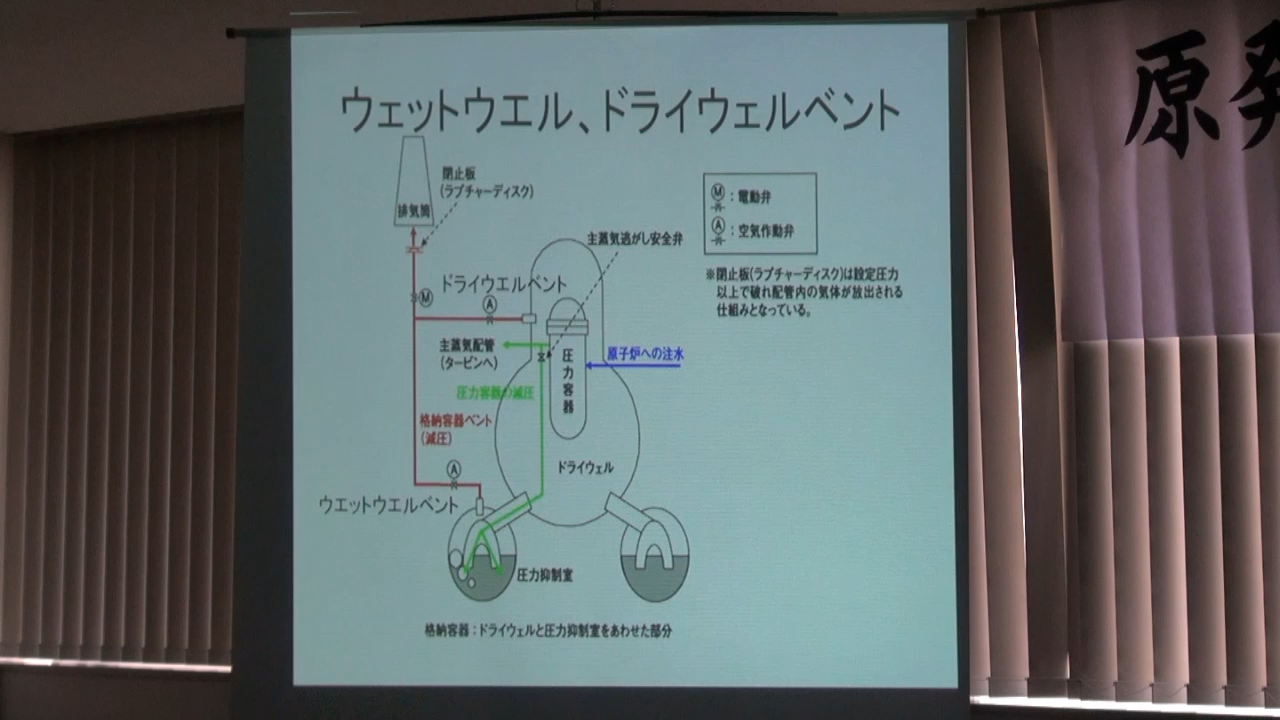 ウェットウエル、ドライウェルベント
閉止板
(ラプチャーディスク)
排気筒
主蒸気逃がし安全弁
Ⓜ:電動弁
Ⓐ:空気作動弁
※閉止板(ラプチャーディスク)は設定圧力
以上で破れ配管内の気体が放出される
仕組みとなっている。
ドライウエルベント
Ⓜ
Ⓐ
主蒸気配管
(タービンへ)
圧力容器
原子炉への注水
圧力容器の減圧
格納容器ベント
(減圧)
Ⓐ
ドライウェル
ウエットウエルベント
圧力抑制室
格納容器:ドライウェルと圧力抑制室をあわせた部分
原発